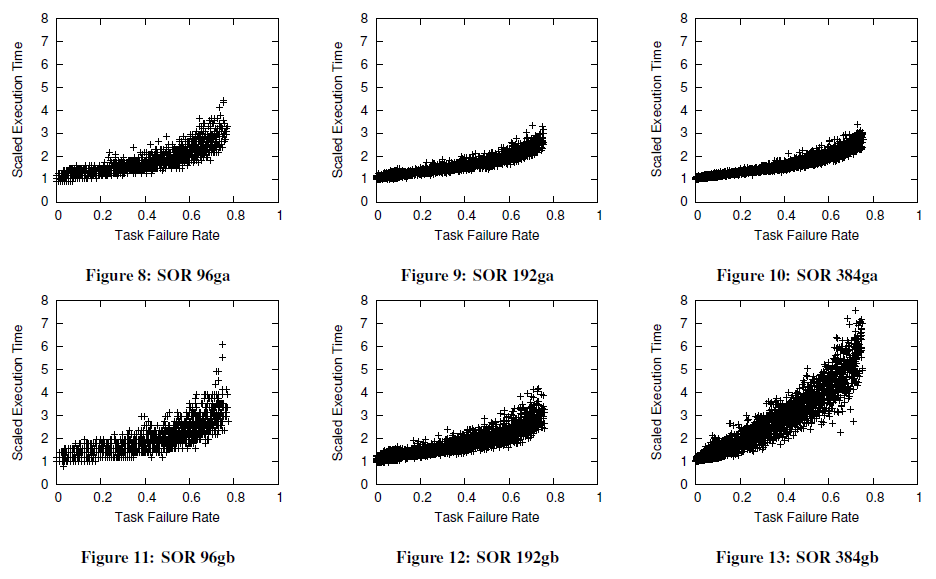 8
7
6
5
4
3
2
1
0
Scaled Execution Time
0 0.2 0.4 0.6 0.8 1
Task Failure Rate
Figure 8: SOR 96ga
8
7
6
5
4
3
2
1
0
Scaled Execution Time
0 0.2 0.4 0.6 0.8 1
Task Failure Rate
Figure 9: SOR 192ga
8
7
6
5
4
3
2
1
0
Scaled Execution Time
0 0.2 0.4 0.6 0.8 1
Task Failure Rate
Figure 10: SOR 384ga
8
7
6
5
4
3
2
1
0
Scaled Execution Time
0 0.2 0.4 0.6 0.8 1
Task Failure Rate
Figure 11: SOR 96gb
8
7
6
5
4
3
2
1
0
Scaled Execution Time
0 0.2 0.4 0.6 0.8 1
Task Failure Rate
Figure 12: SOR 192gb
8
7
6
5
4
3
2
1
0
Scaled Execution Time
0 0.2 0.4 0.6 0.8 1
Task Failure Rate
Figure 13: SOR 384gb